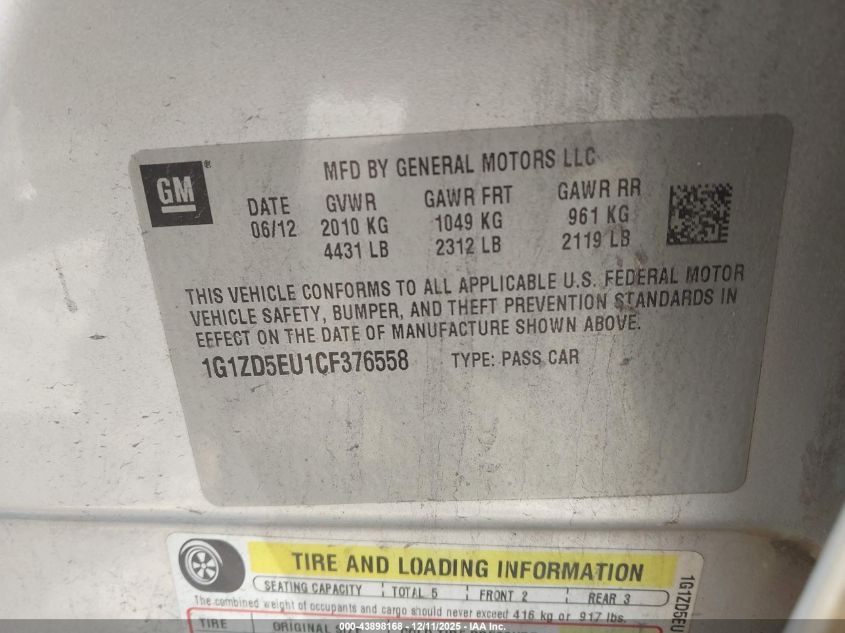 GM®
MFD BY GENERAL MOTORS LLC
DATE GVWR GAWR FRT GAWR RR
06/12 2010 KG 1049 KG 961 KG
4431 LB 2312 LB 2119 LB
THIS VEHICLE CONFORMS TO ALL APPLICABLE U.S. FEDERAL MOTOR
VEHICLE SAFETY, BUMPER, AND THEFT PREVENTION STANDARDS IN
EFFECT ON THE DATE OF MANUFACTURE SHOWN ABOVE.
1G1ZD5EU1CF376558 TYPE: PASS CAR
TIRE AND LOADING INFORMATION
SEATING CAPACITY TOTAL 5 FRONT 2 REAR 3
The combined weight of occupants and cargo should never exceed 416 kg or 917 lbs.
TIRE ORIGINAL
1G1ZD5EU
000-43898168 - 12/11/2025 - IAA Inc.